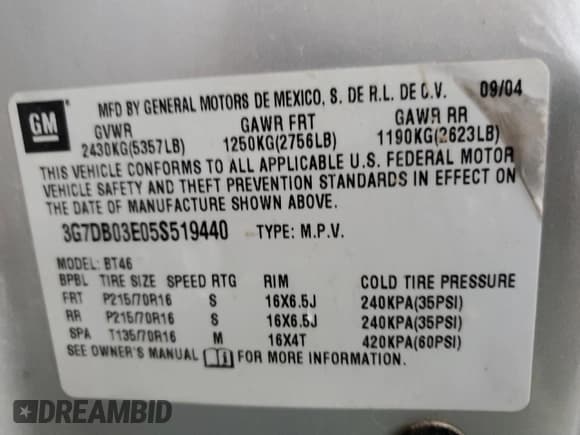 GM
MFD BY GENERAL MOTORS DE MEXICO, S. DE R.L. DE C.V. 09/04
GVWR GAWR FRT GAWR RR
2430KG(5357LB) 1250KG(2756LB) 1190KG(2623LB)
THIS VEHICLE CONFORMS TO ALL APPLICABLE U.S. FEDERAL MOTOR
VEHICLE SAFETY AND THEFT PREVENTION STANDARDS IN EFFECT ON
THE DATE OF MANUFACTURE SHOWN ABOVE.
3G7DB03E05S519440 TYPE: M.P.V.
MODEL: BT46
BPBL TIRE SIZE SPEED RTG RIM COLD TIRE PRESSURE
FRT P215/70R16 S 16X6.5J 240KPA(35PSI)
RR P215/70R16 S 16X6.5J 240KPA(35PSI)
SPA T135/70R16 M 16X4T 420KPA(60PSI)
SEE OWNER'S MANUAL FOR MORE INFORMATION.
DREAMBID